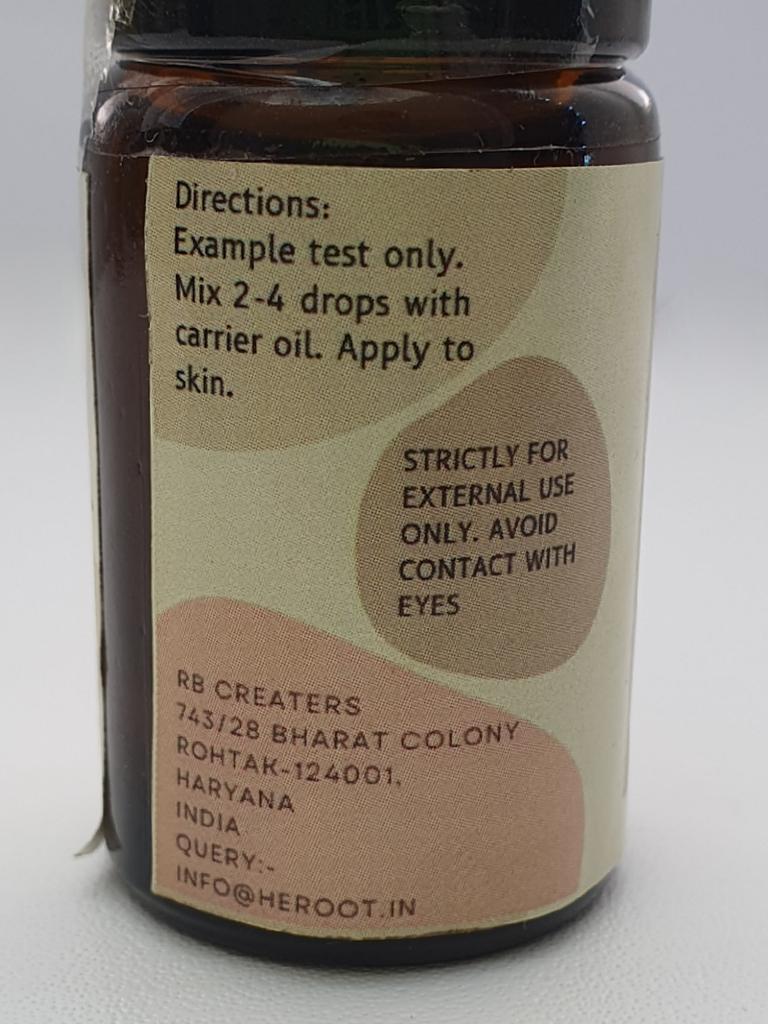 Directions:
Example test only.
Mix 2-4 drops with
carrier oil. Apply to
skin.
STRICTLY FOR
EXTERNAL USE
ONLY. AVOID
CONTACT WITH
EYES
RB CREATERS
743/28 BHARAT COLONY
ROHTAK-124001,
HARYANA
INDIA
QUERY:-
INFO@HEROOT.IN